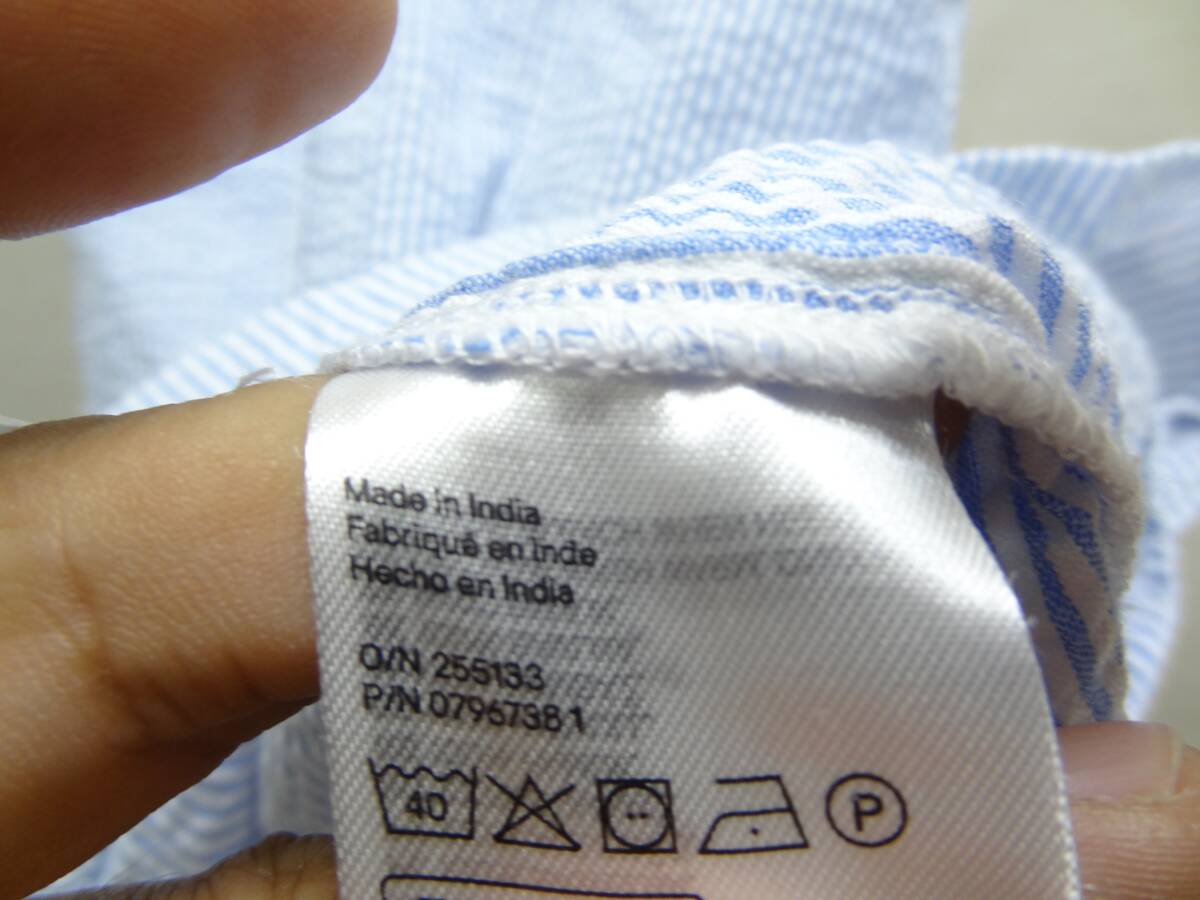 Made in India
Fabriqué en Inde
Hecho en India
O/N 255133
P/N 07967381
40
P